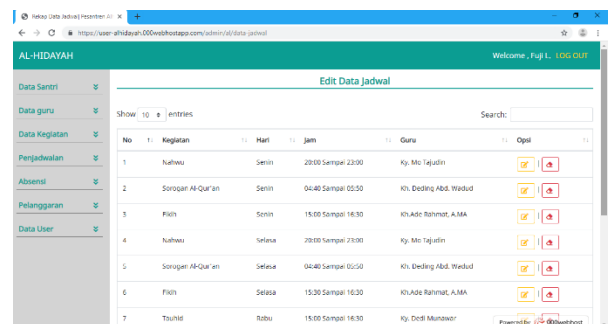 Rekap Data Jadwal| Pesantren Al
https://user-alhidayah.000webhostapp.com/admin/al/data-jadwal
AL-HIDAYAH
Welcome , Fuji L. LOG OUT
Data Santri
Data guru
Data Kegiatan
Penjadwalan
Absensi
Pelanggaran
Data User
Edit Data Jadwal
Show 10 entries
Search:
No Kegiatan Hari Jam Guru Opsi
1 Nahwu Senin 20:00 Sampai 23:00 Ky. Mo Tajudin |
2 Sorogan Al-Qur'an Senin 04:40 Sampai 05:50 Kh. Deding Abd. Wadud |
3 Fikih Senin 15:00 Sampai 16:30 Kh.Ade Rahmat, A.MA |
4 Nahwu Selasa 20:00 Sampai 23:00 Ky. Mo Tajudin |
5 Sorogan Al-Qur'an Selasa 04:40 Sampai 05:50 Kh. Deding Abd. Wadud |
6 Fikih Selasa 15:30 Sampai 16:30 Kh.Ade Rahmat, A.MA |
7 Tauhid Rabu 15:00 Sampai 16:30 Ky. Dedi Munawar
Powered by 000webhost